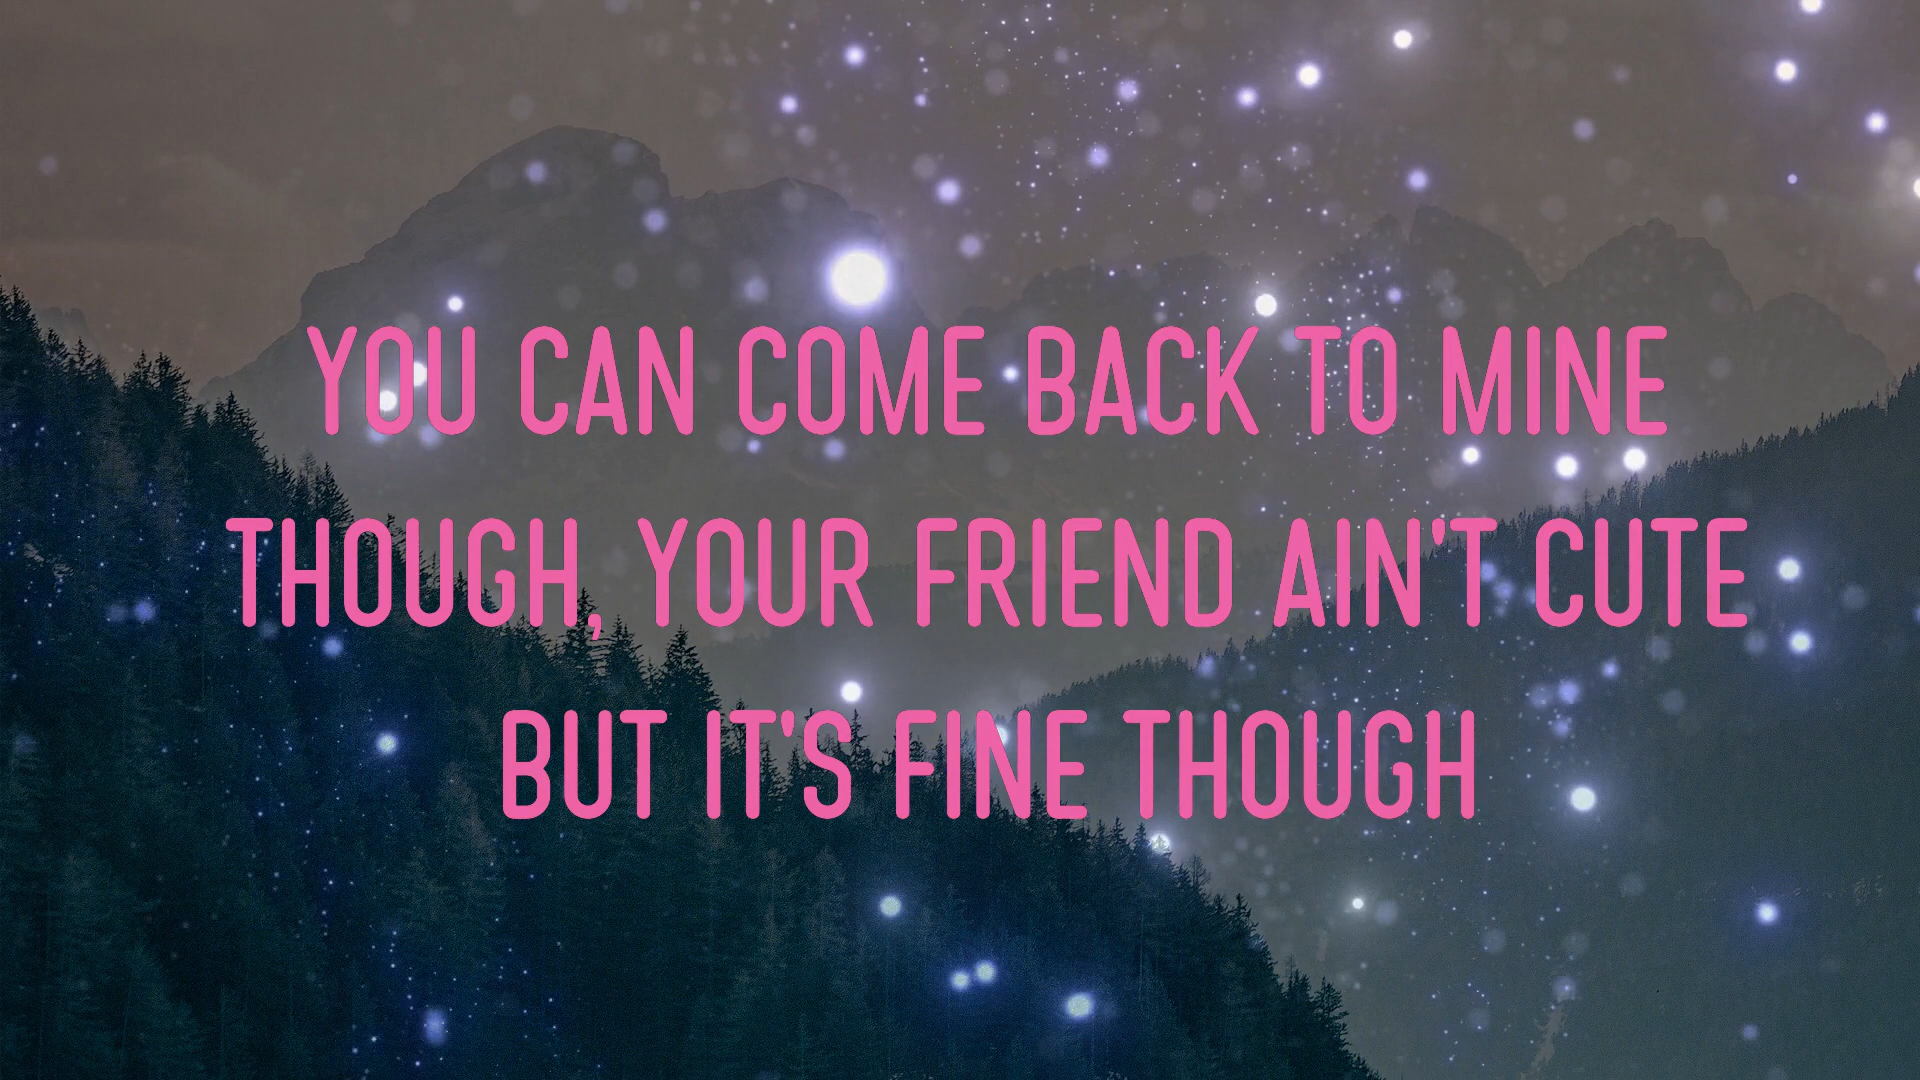 YOU CAN COME BACK TO MINE
THOUGH, YOUR FRIEND AIN'T CUTE
BUT IT'S FINE THOUGH